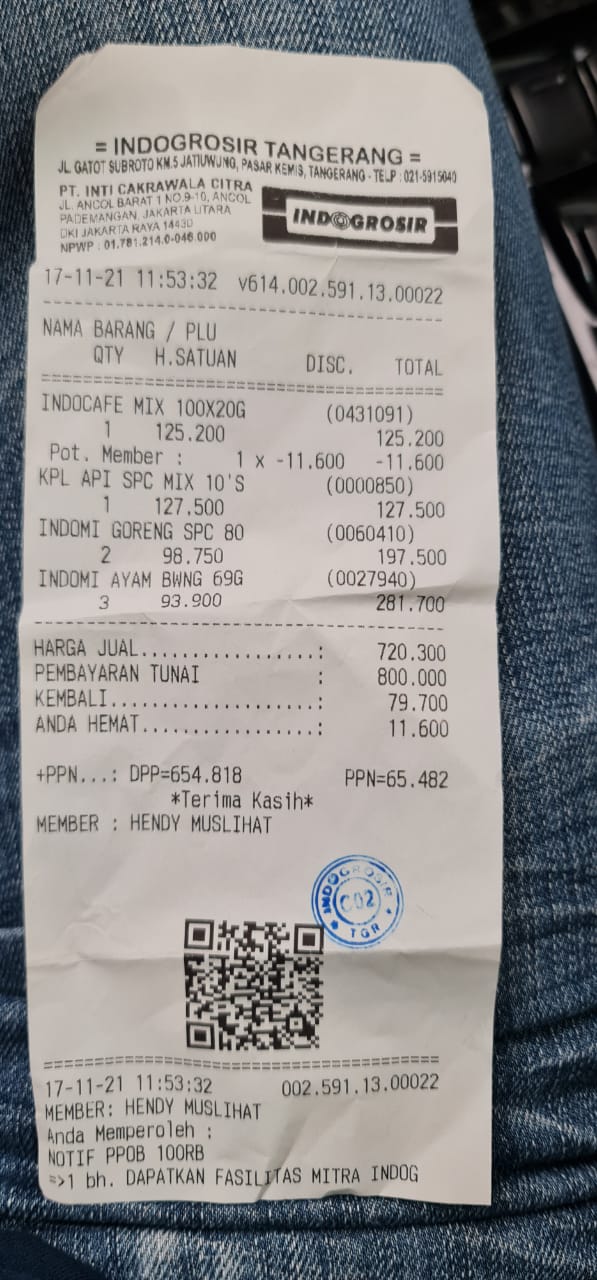 = INDOGROSIR TANGERANG =
JL. GATOT SUBROTO KM.5 JATIUWUNG, PASAR KEMIS, TANGERANG - TELP : 021-5915040
PT. INTI CAKRAWALA CITRA
JL. ANCOL BARAT 1 NO.9-10, ANCOL
PADEMANGAN, JAKARTA UTARA
DKI JAKARTA RAYA 14430
NPWP : 01.781.214.0-046.000
INDOGROSIR
17-11-21 11:53:32 v614.002.591.13.00022
NAMA BARANG / PLU
QTY H.SATUAN DISC. TOTAL
INDOCAFE MIX 100X20G (0431091)
1 125.200 125.200
Pot. Member : 1 x -11.600 -11.600
KPL API SPC MIX 10'S (0000850)
1 127.500 127.500
INDOMI GORENG SPC 80 (0060410)
2 98.750 197.500
INDOMI AYAM BWNG 69G (0027940)
3 93.900 281.700
HARGA JUAL..................: 720.300
PEMBAYARAN TUNAI : 800.000
KEMBALI.....................: 79.700
ANDA HEMAT..................: 11.600
+PPN...: DPP=654.818 PPN=65.482
*Terima Kasih*
MEMBER : HENDY MUSLIHAT
INDOGROSIR
C02
TGR
17-11-21 11:53:32 002.591.13.00022
MEMBER: HENDY MUSLIHAT
Anda Memperoleh :
NOTIF PPOB 100RB
=>1 bh. DAPATKAN FASILITAS MITRA INDOG